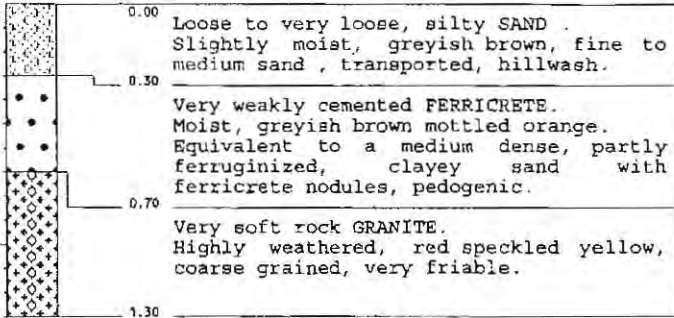 0.00
Loose to very loose, silty SAND .
Slightly moist, greyish brown, fine to
medium sand , transported, hillwash.
0.30
Very weakly cemented FERRICRETE.
Moist, greyish brown mottled orange.
Equivalent to a medium dense, partly
ferruginized, clayey sand with
ferricrete nodules, pedogenic.
0.70
Very soft rock GRANITE.
Highly weathered, red speckled yellow,
coarse grained, very friable.
1.30